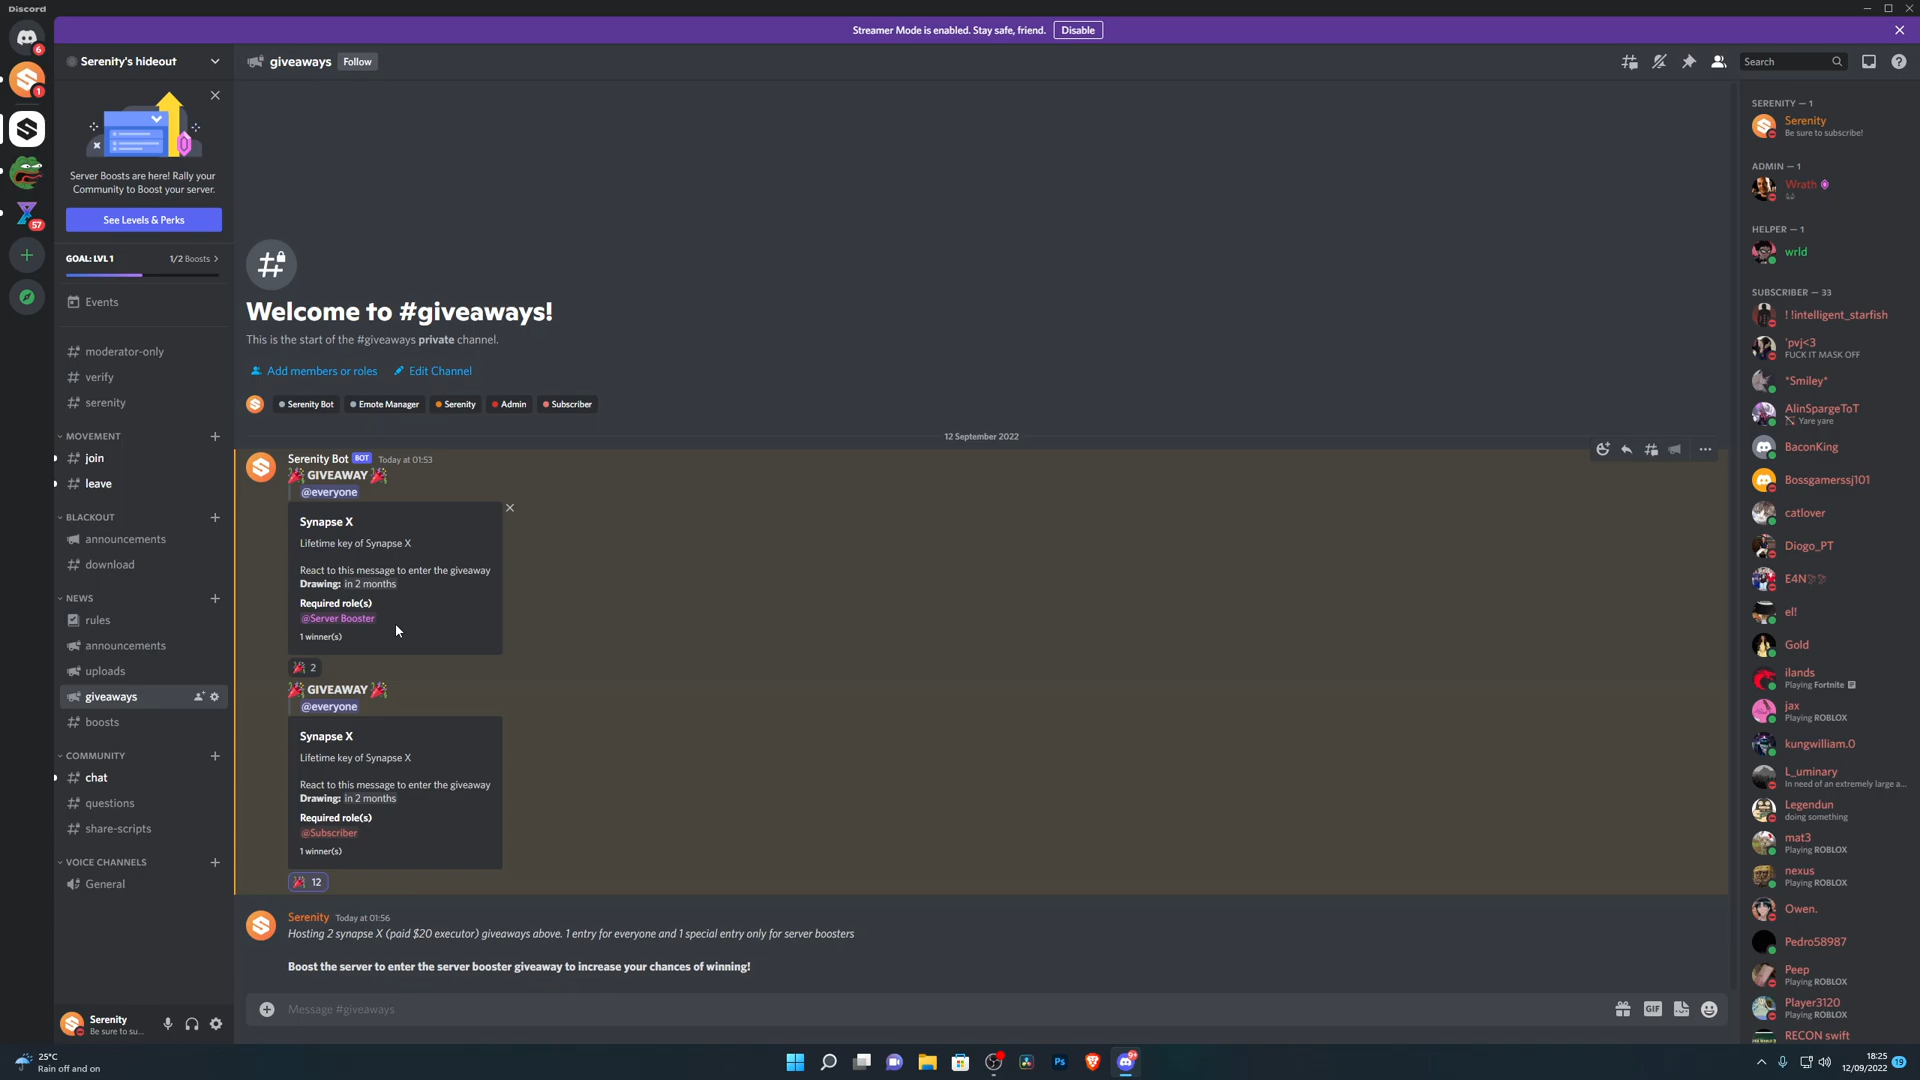 Discord
Streamer Mode is enabled. Stay safe, friend.
Disable
6
1
57
Serenity's hideout
Server Boosts are here! Rally your
Community to Boost your server.
See Levels & Perks
GOAL: LVL 1
1/2 Boosts
Events
moderator-only
verify
serenity
MOVEMENT
join
leave
BLACKOUT
announcements
download
NEWS
rules
announcements
uploads
giveaways
boosts
COMMUNITY
chat
questions
share-scripts
VOICE CHANNELS
General
Serenity
Be sure to su...
giveaways
Follow
Search
Welcome to #giveaways!
This is the start of the #giveaways private channel.
Add members or roles
Edit Channel
Serenity Bot
Emote Manager
Serenity
Admin
Subscriber
12 September 2022
Serenity Bot BOT Today at 01:53
GIVEAWAY
@everyone
Synapse X
Lifetime key of Synapse X
React to this message to enter the giveaway
Drawing: in 2 months
Required role(s)
@Server Booster
1 winner(s)
2
GIVEAWAY
@everyone
Synapse X
Lifetime key of Synapse X
React to this message to enter the giveaway
Drawing: in 2 months
Required role(s)
@Subscriber
1 winner(s)
12
Serenity Today at 01:56
Hosting 2 synapse X (paid $20 executor) giveaways above. 1 entry for everyone and 1 special entry only for server boosters
Boost the server to enter the server booster giveaway to increase your chances of winning!
Message #giveaways
GIF
SERENITY — 1
Serenity
Be sure to subscribe!
ADMIN — 1
Wrath
HELPER — 1
wrld
SUBSCRIBER — 33
! !intelligent_starfish
'pvj<3
FUCK IT MASK OFF
*Smiley*
AlinSpargeToT
Yare yare
BaconKing
Bossgamerssj101
catlover
Diogo_PT
E4N
el!
Gold
ilands
Playing Fortnite
jax
Playing ROBLOX
kungwilliam.0
L_uminary
In need of an extremely large a...
Legendun
doing something
mat3
Playing ROBLOX
nexus
Playing ROBLOX
Owen.
Pedro58987
Peep
Playing ROBLOX
Player3120
Playing ROBLOX
RECON swift
25°C
Rain off and on
Ps
9+
18:25
12/09/2022
19